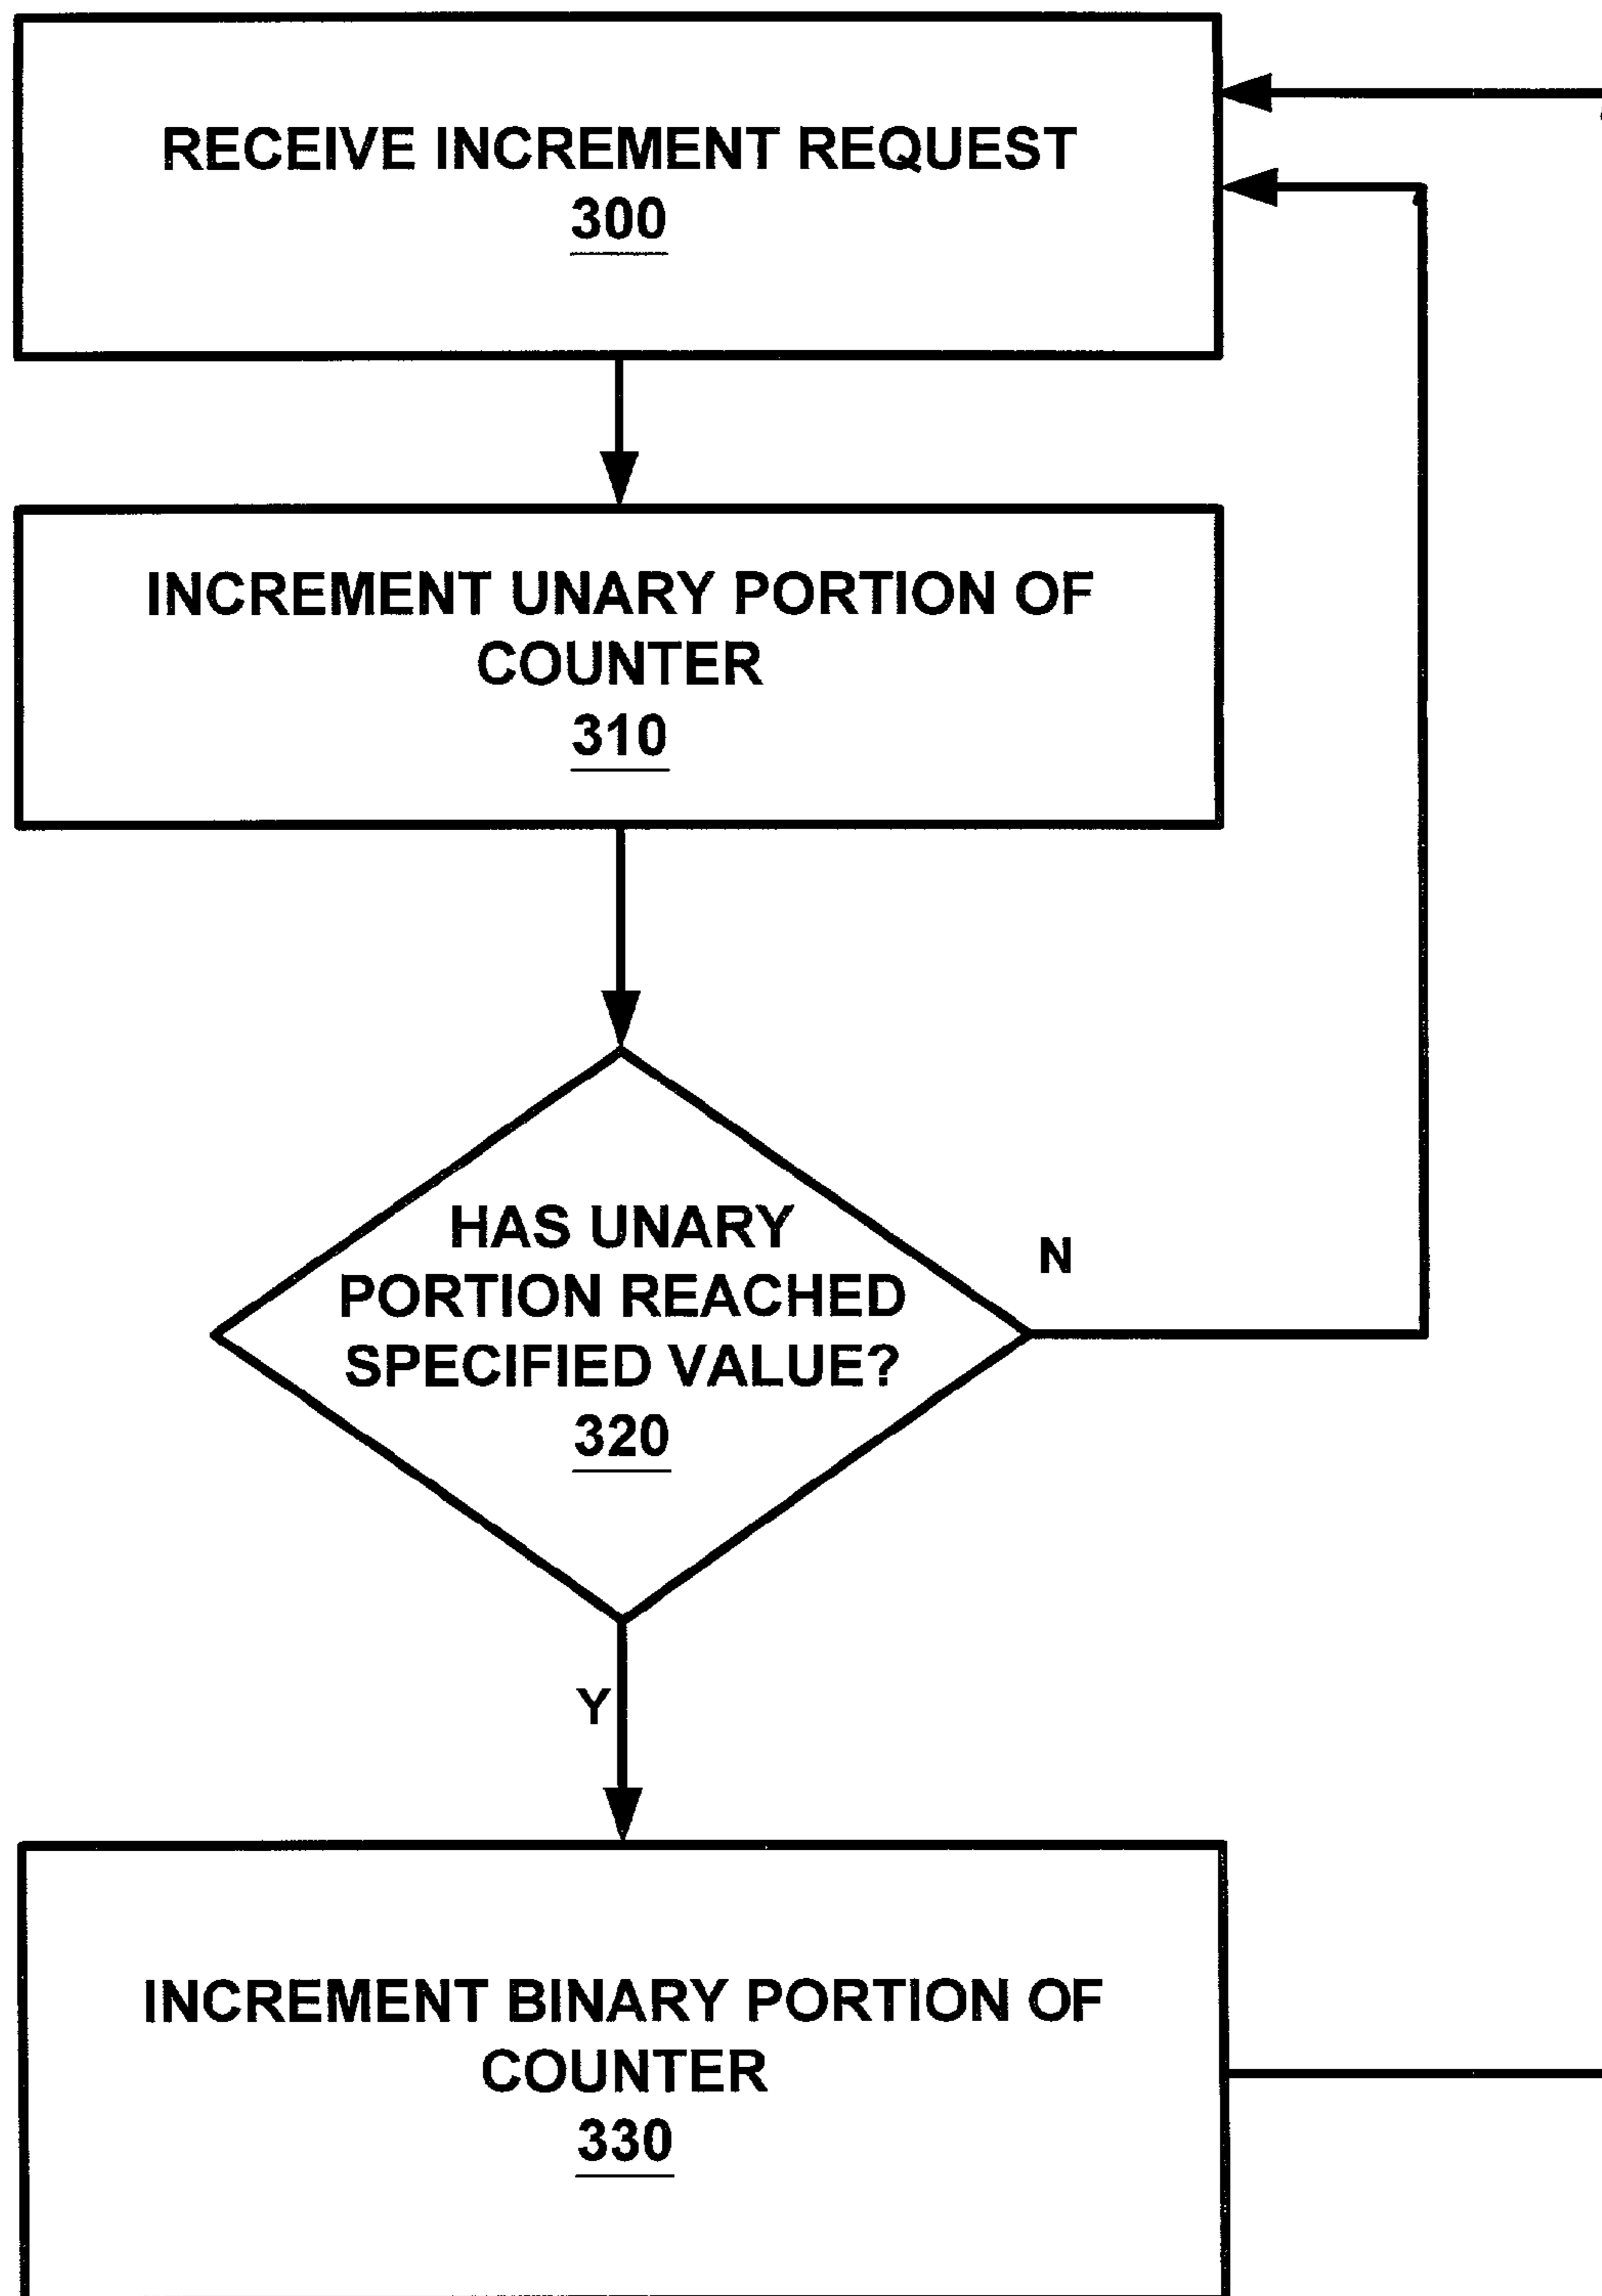 RECEIVE INCREMENT REQUEST
300
INCREMENT UNARY PORTION OF
COUNTER
310
HAS UNARY
PORTION REACHED
SPECIFIED VALUE?
320
N
Y
INCREMENT BINARY PORTION OF
COUNTER
330